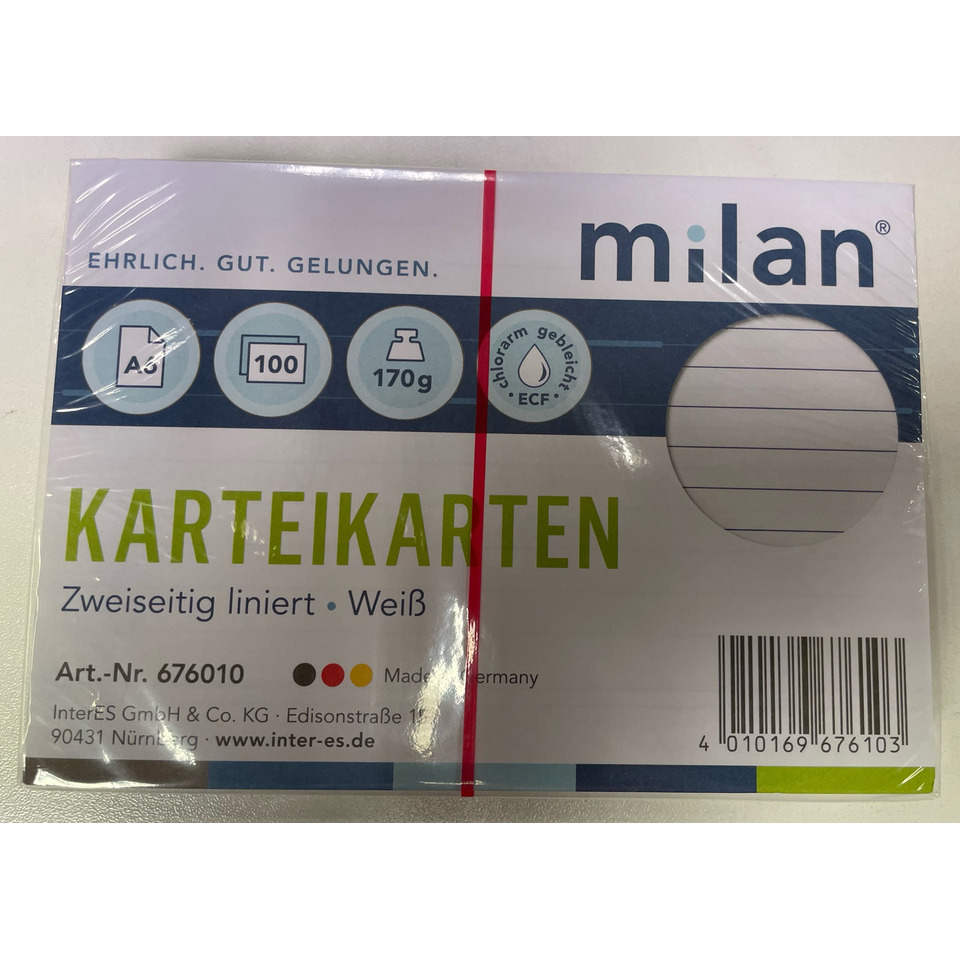 milan®
EHRLICH. GUT. GELUNGEN.
100
170g
chlorarm gebleicht
· ECF ·
KARTEIKARTEN
Zweiseitig liniert • Weiß
Art.-Nr. 676010
Made Germany
InterES GmbH & Co. KG · Edisonstraße
90431 Nürnberg · www.inter-es.de
4 010169 676103